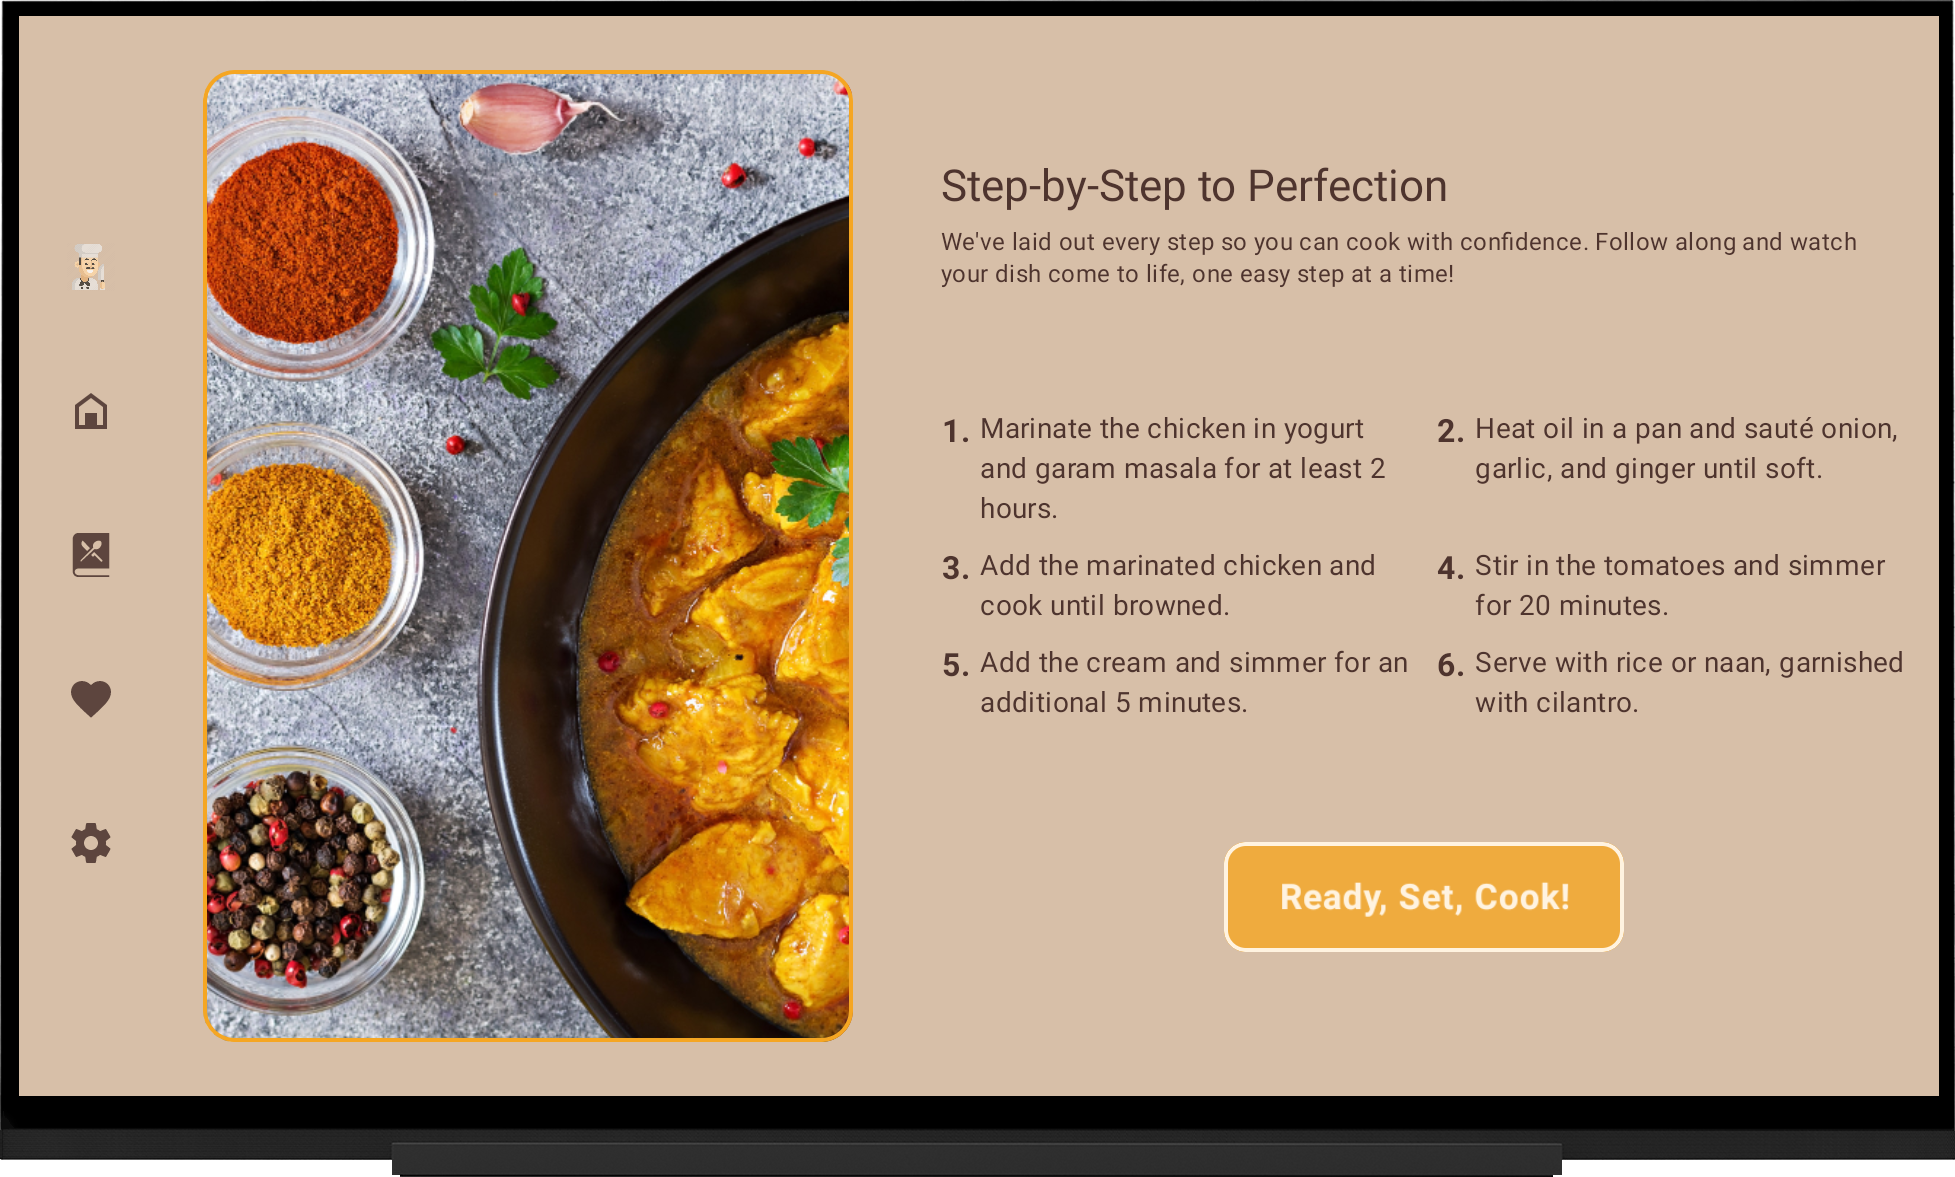 Step-by-Step to Perfection
We've laid out every step so you can cook with confidence. Follow along and watch
your dish come to life, one easy step at a time!
1. Marinate the chicken in yogurt
and garam masala for at least 2
hours.
2. Heat oil in a pan and sauté onion,
garlic, and ginger until soft.
3. Add the marinated chicken and
cook until browned.
4. Stir in the tomatoes and simmer
for 20 minutes.
5. Add the cream and simmer for an
additional 5 minutes.
6. Serve with rice or naan, garnished
with cilantro.
Ready, Set, Cook!